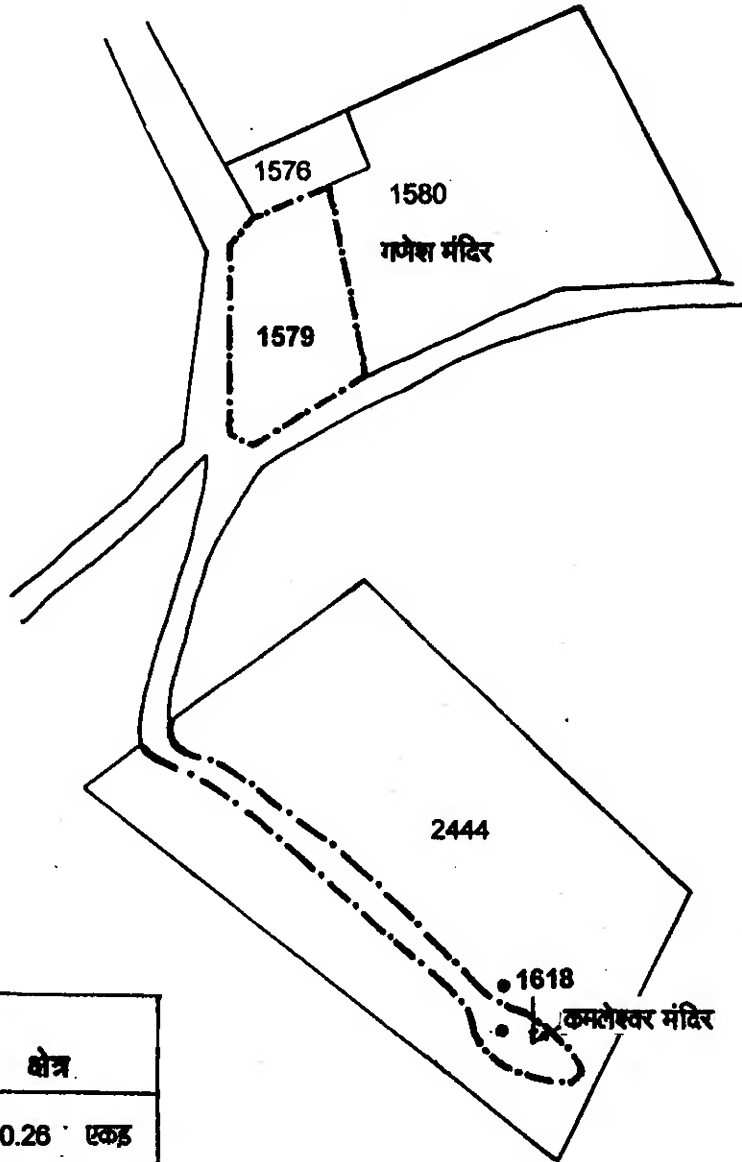 1576
1580
गणेश मंदिर
1579
2444
1618
कमलेश्वर मंदिर
क्षेत्र
0.26 एकड़